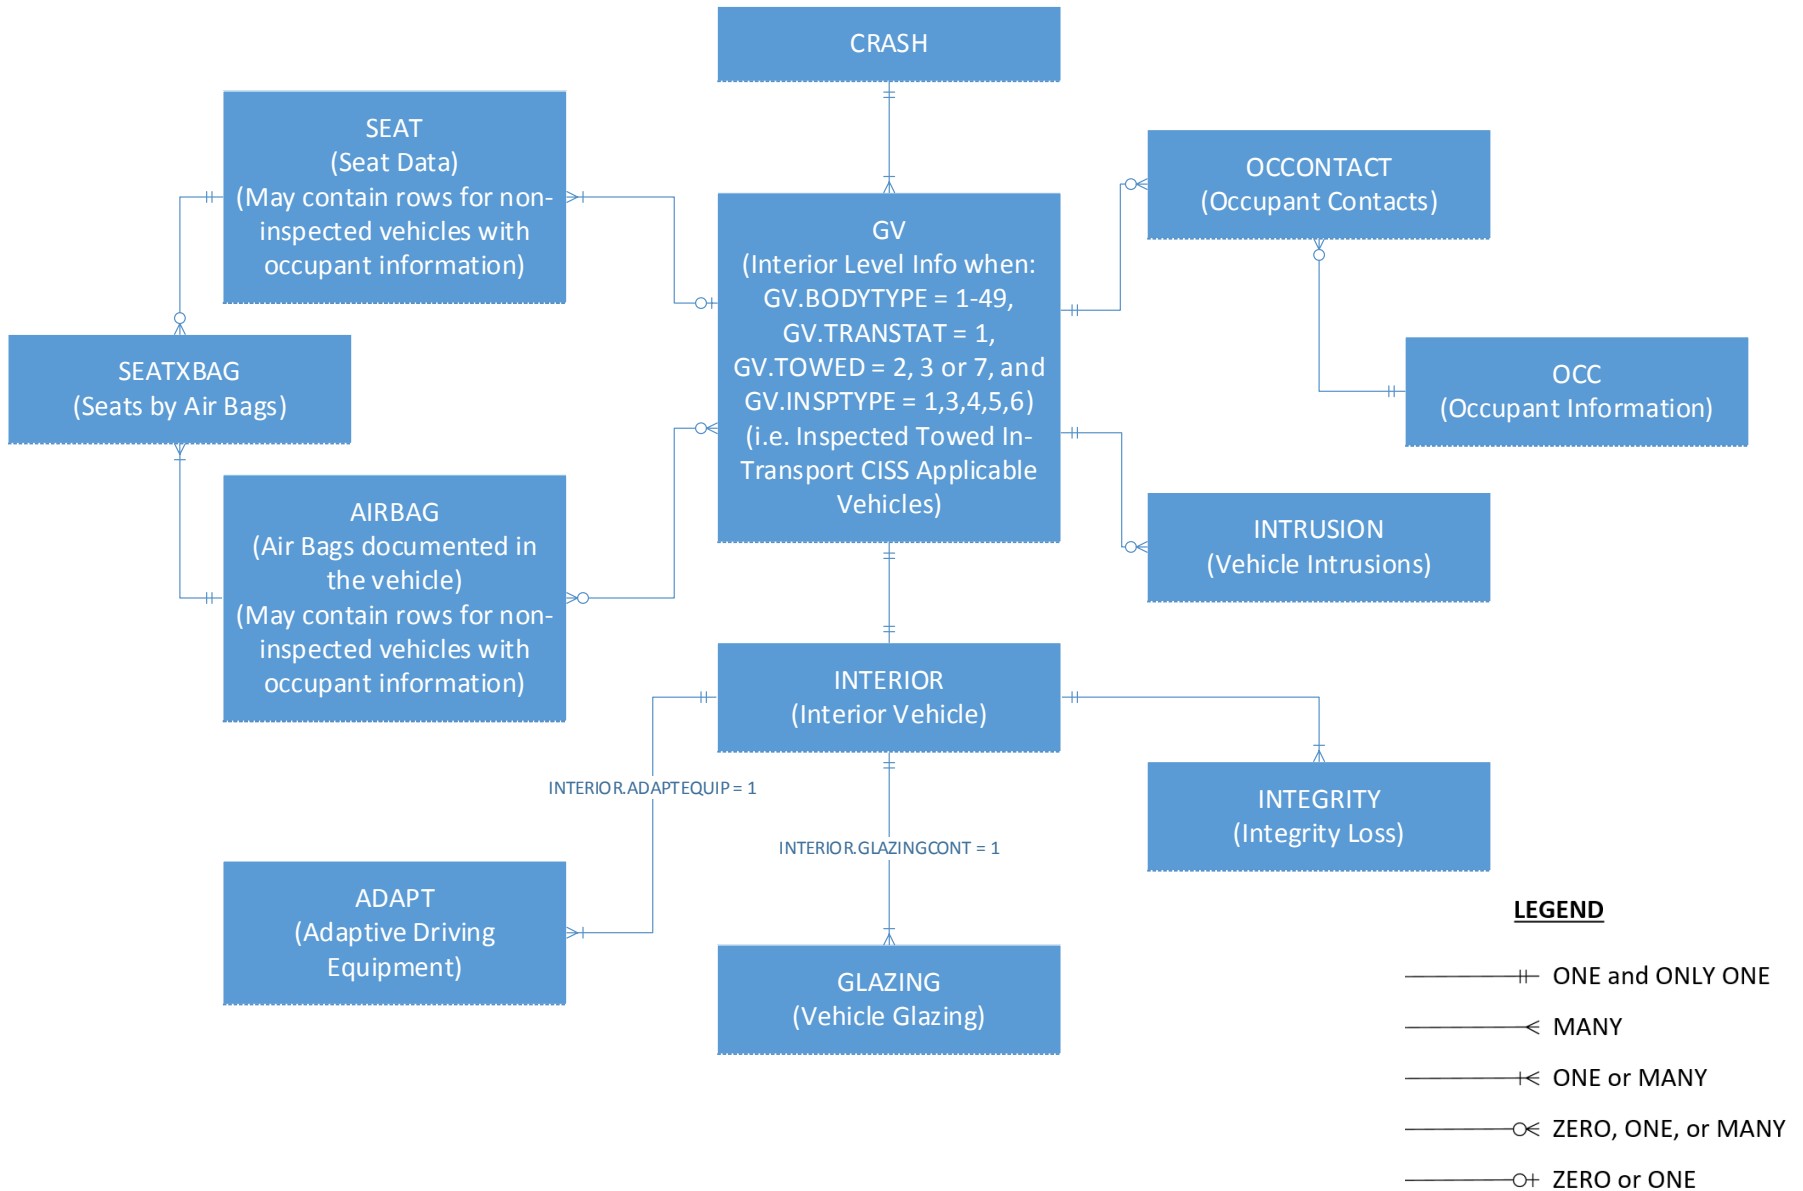 CRASH
SEAT
(Seat Data)
(May contain rows for non-
inspected vehicles with
occupant information)
OCCONTACT
(Occupant Contacts)
GV
(Interior Level Info when:
GV.BODYTYPE = 1-49,
GV.TRANSTAT = 1,
GV.TOWED = 2, 3 or 7, and
GV.INSPTYPE = 1,3,4,5,6)
(i.e. Inspected Towed In-
Transport CISS Applicable
Vehicles)
SEATXBAG
(Seats by Air Bags)
OCC
(Occupant Information)
AIRBAG
(Air Bags documented in
the vehicle)
(May contain rows for non-
inspected vehicles with
occupant information)
INTRUSION
(Vehicle Intrusions)
INTERIOR
(Interior Vehicle)
INTERIOR.ADAPTEQUIP = 1
INTERIOR.GLAZINGCONT = 1
INTEGRITY
(Integrity Loss)
ADAPT
(Adaptive Driving
Equipment)
GLAZING
(Vehicle Glazing)
LEGEND
ONE and ONLY ONE
MANY
ONE or MANY
ZERO, ONE, or MANY
ZERO or ONE